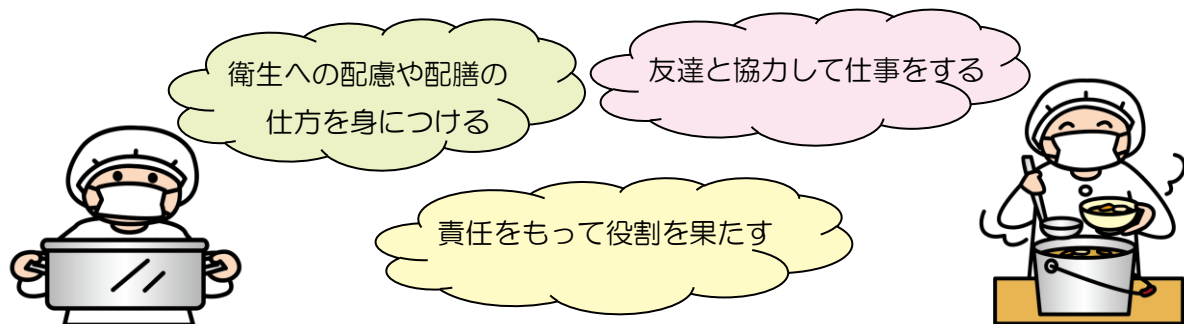 衛生への配慮や配膳の
仕方を身につける
友達と協力して仕事をする
責任をもって役割を果たす